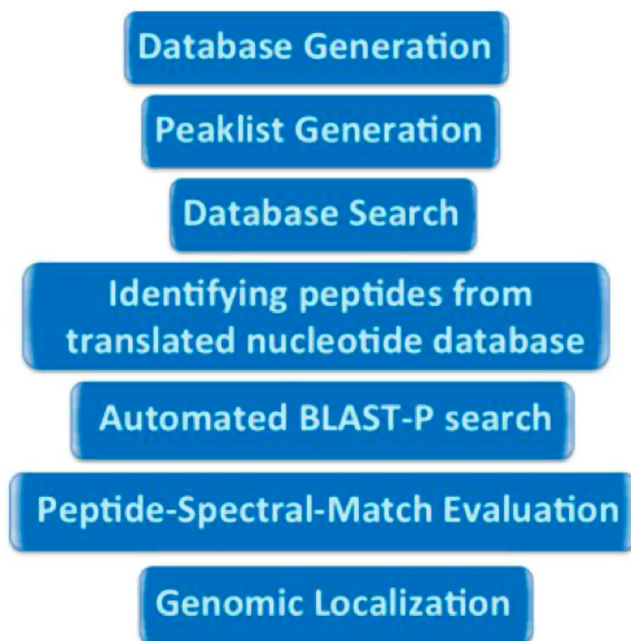 Database Generation
Peaklist Generation
Database Search
Identifying peptides from
translated nucleotide database
Automated BLAST-P search
Peptide-Spectral-Match Evaluation
Genomic Localization